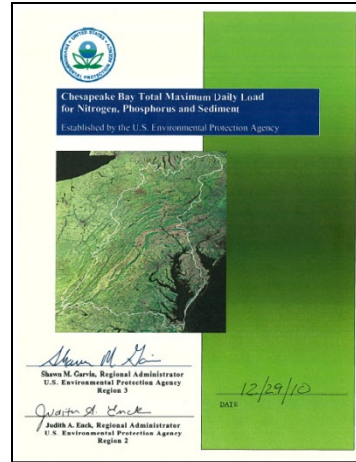 UNITED STATES
ENVIRONMENTAL PROTECTION AGENCY
Chesapeake Bay Total Maximum Daily Load
for Nitrogen, Phosphorus and Sediment
Established by the U.S. Environmental Protection Agency
Shawn M. Garvin, Regional Administrator
U.S. Environmental Protection Agency
Region 3
12/29/10
DATE
Judith A. Enck
Judith A. Enck, Regional Administrator
U.S. Environmental Protection Agency
Region 2